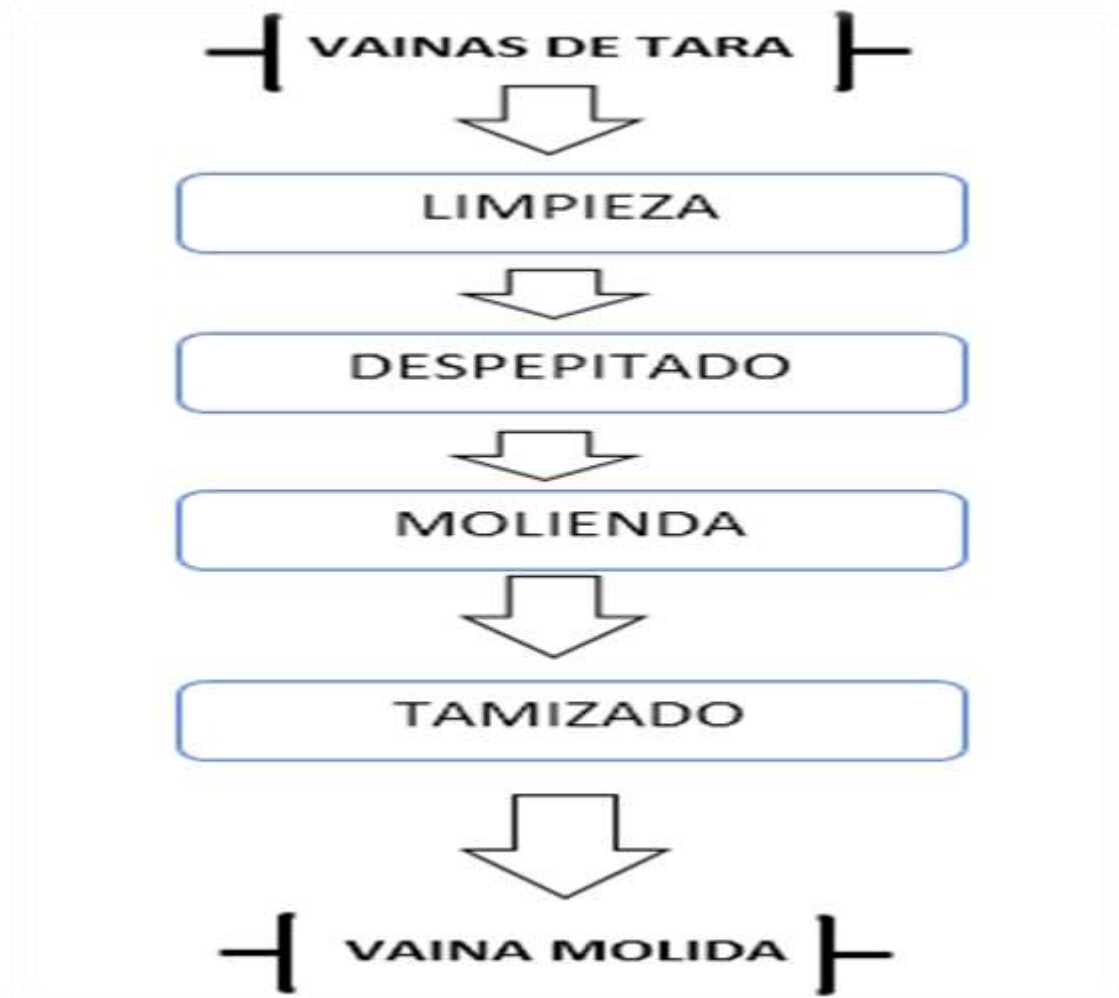 VAINAS DE TARA
LIMPIEZA
DESPEPITADO
MOLIENDA
TAMIZADO
VAINA MOLIDA